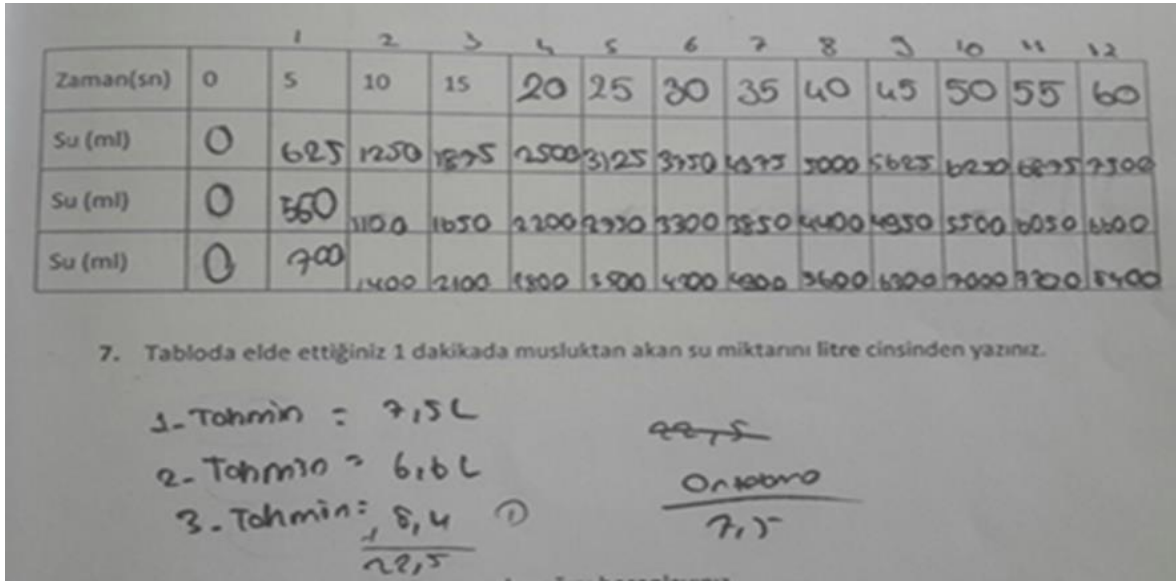 1 2 3 4 5 6 7 8 9 10 11 12
Zaman(sn) 0 5 10 15 20 25 30 35 40 45 50 55 60
Su (ml) 0 625 1250 1875 2500 3125 3750 4375 5000 5625 6250 6875 7500
Su (ml) 0 550 1100 1650 2200 2750 3300 3850 4400 4950 5500 6050 6600
Su (ml) 0 700 1400 2100 3500 4200 4900 7000 8400
7. Tabloda elde ettiğiniz 1 dakikada musluktan akan su miktarını litre cinsinden yazınız.
1-Tahmin = 7,5L
22,5
2-Tahmin = 6,6L
Ortalama
3-Tahmin = 8,4
7,5
22,5